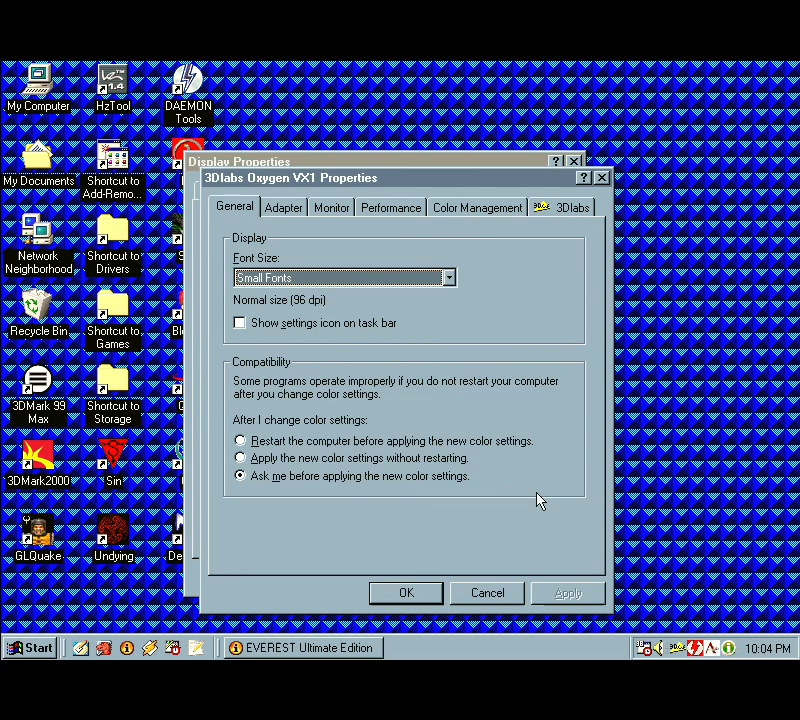 My Computer
HzTool
DAEMON
Tools
My Documents
Shortcut to
Add-Remo...
Network
Neighborhood
Shortcut to
Drivers
Recycle Bin
Shortcut to
Games
3DMark 99
Max
Shortcut to
Storage
3DMark2000
Sin
GLQuake
Undying
Display Properties
3Dlabs Oxygen VX1 Properties
General
Adapter
Monitor
Performance
Color Management
3Dlabs
Display
Font Size:
Small Fonts
Normal size (96 dpi)
Show settings icon on task bar
Compatibility
Some programs operate improperly if you do not restart your computer
after you change color settings.
After I change color settings:
Restart the computer before applying the new color settings.
Apply the new color settings without restarting.
Ask me before applying the new color settings.
OK
Cancel
Apply
Start
EVEREST Ultimate Edition
10:04 PM